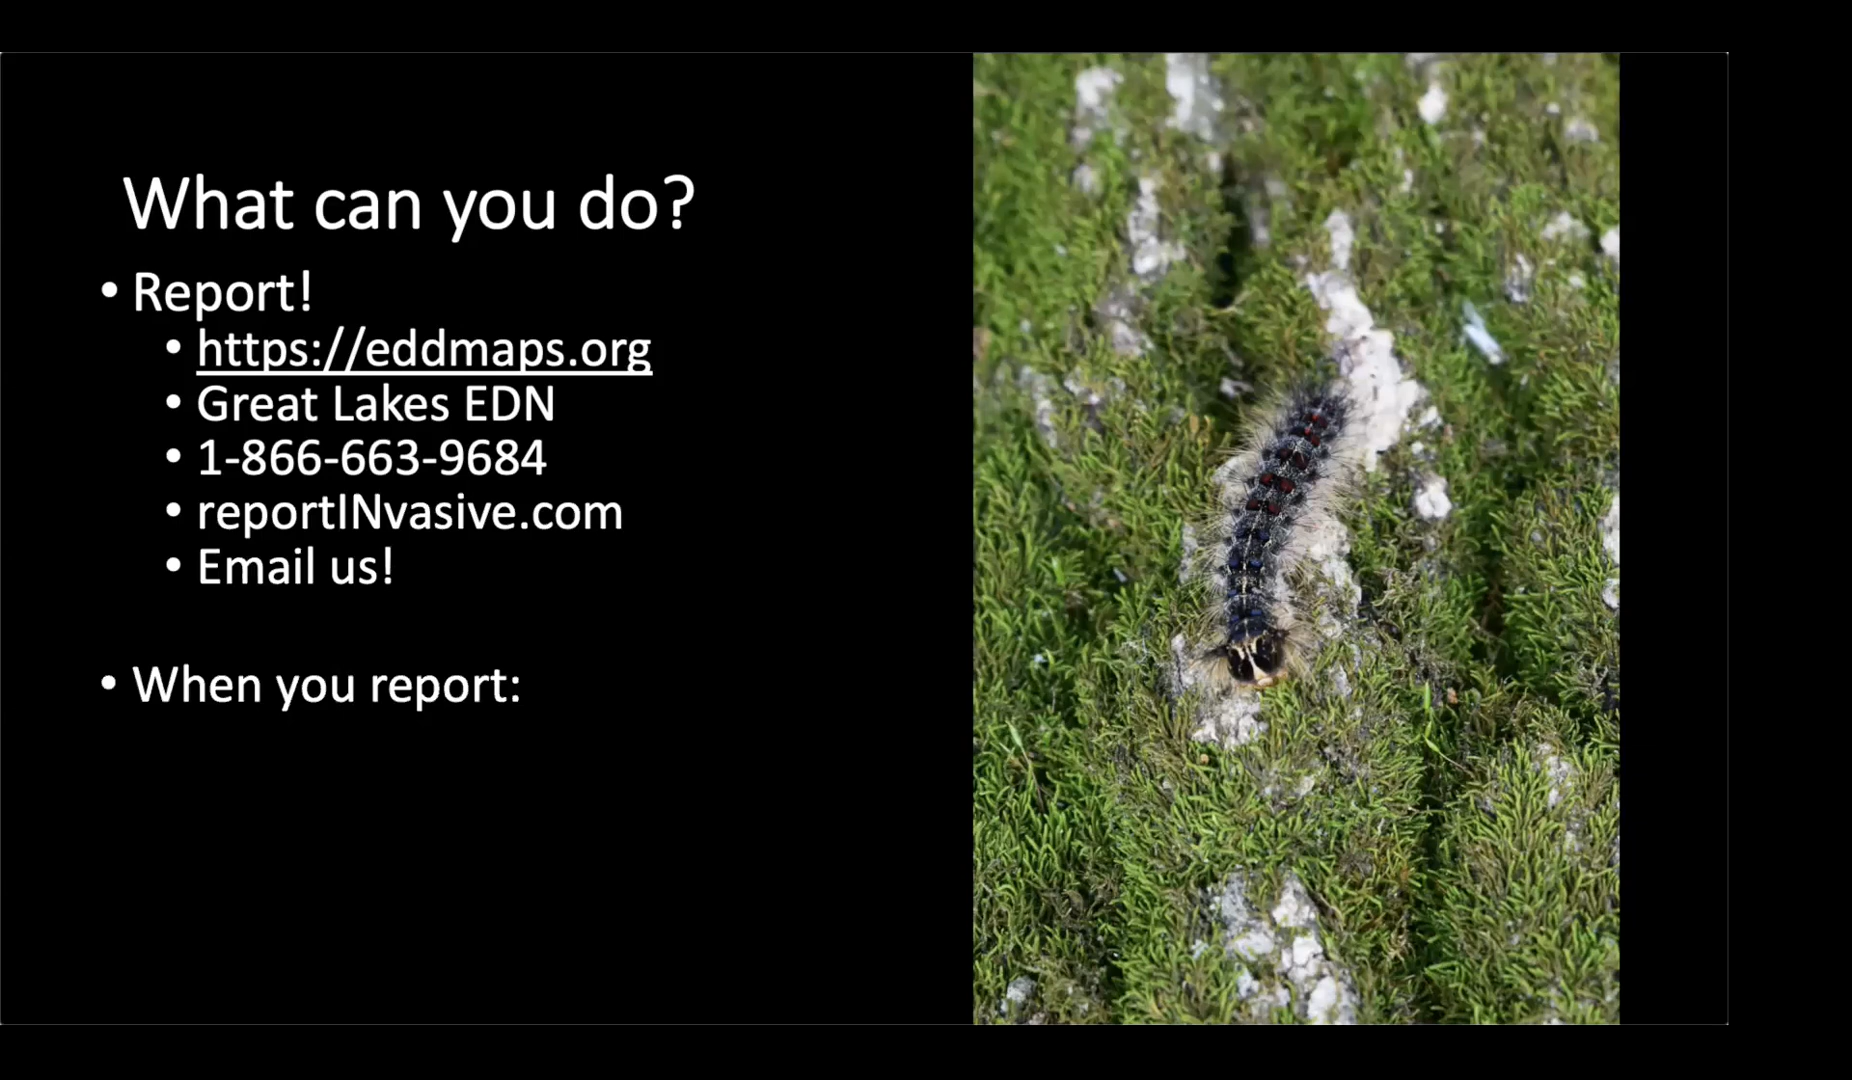 What can you do?
• Report!
• https://eddmaps.org
• Great Lakes EDN
• 1-866-663-9684
• reportINvasive.com
• Email us!
• When you report: